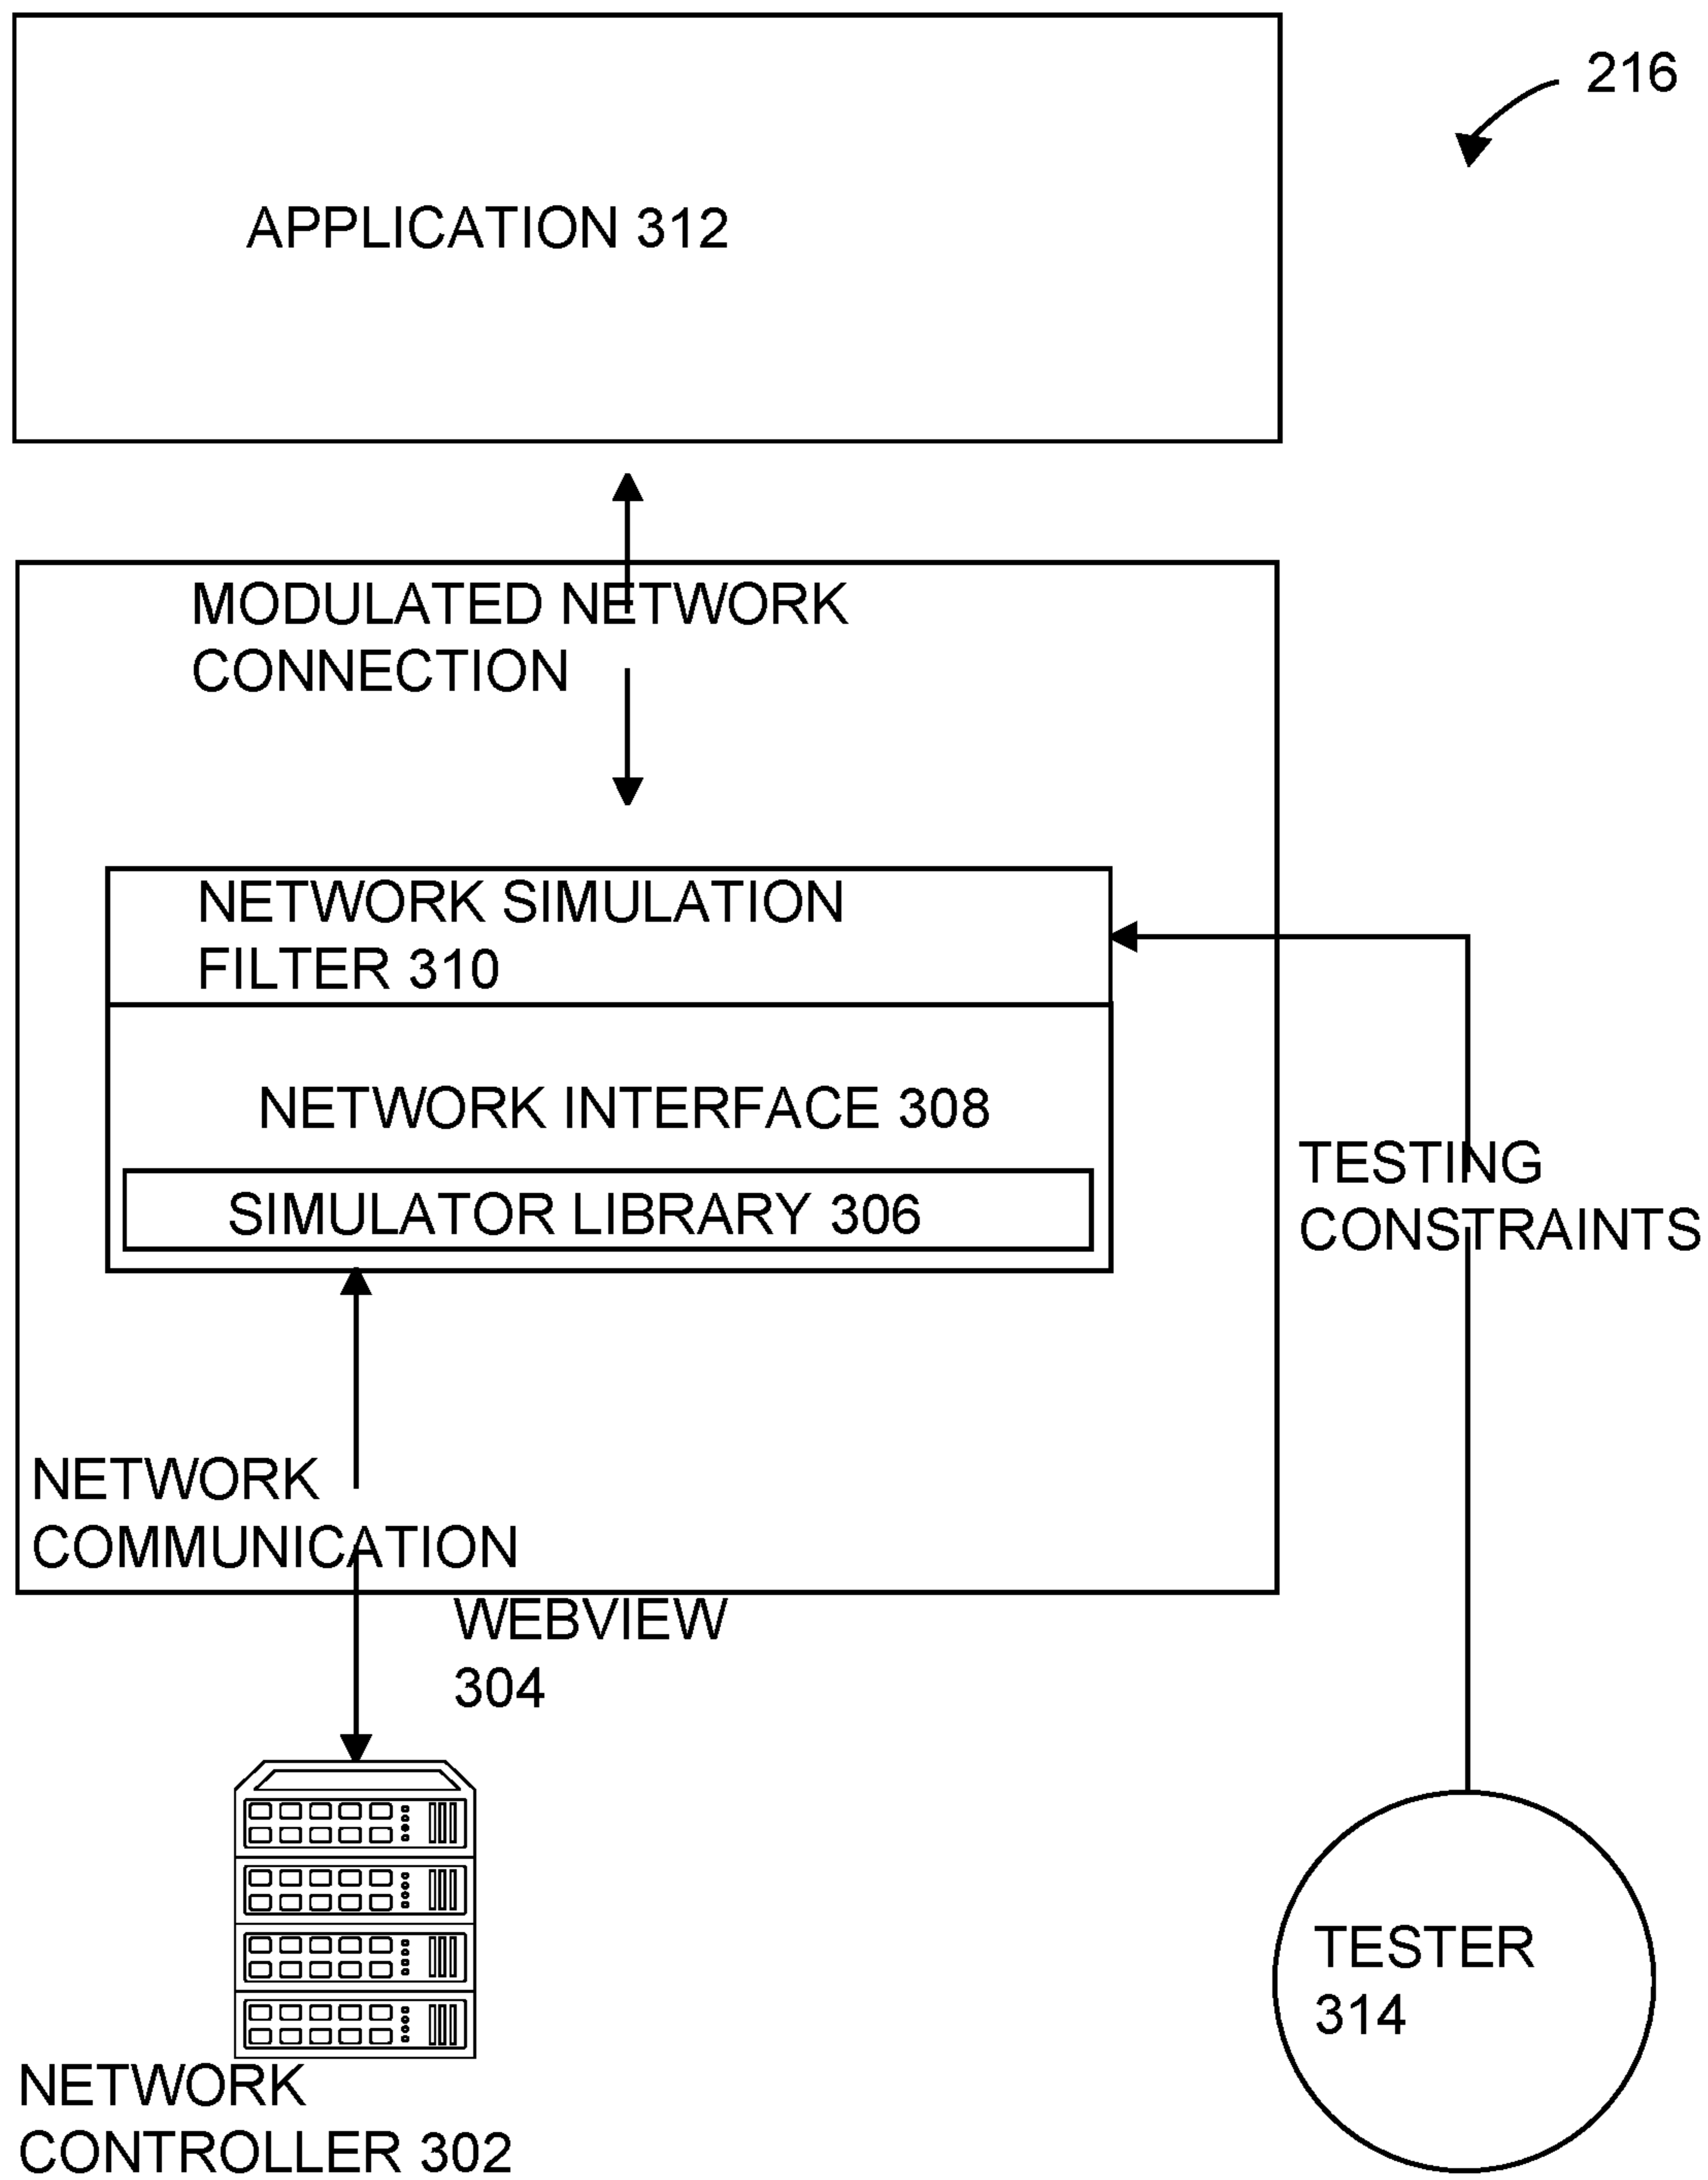 216
APPLICATION 312
MODULATED NETWORK
CONNECTION
NETWORK SIMULATION
FILTER 310
NETWORK INTERFACE 308
SIMULATOR LIBRARY 306
TESTING
CONSTRAINTS
NETWORK
COMMUNICATION
WEBVIEW
304
TESTER
314
NETWORK
CONTROLLER 302